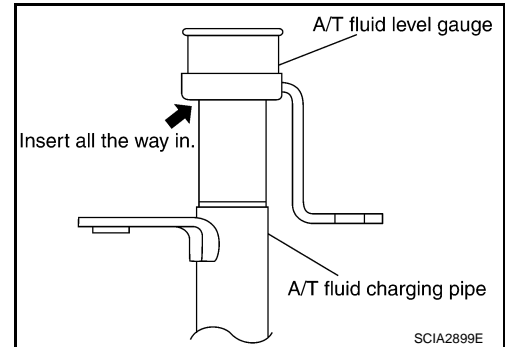 A/T fluid level gauge
Insert all the way in.
A/T fluid charging pipe
SCIA2899E